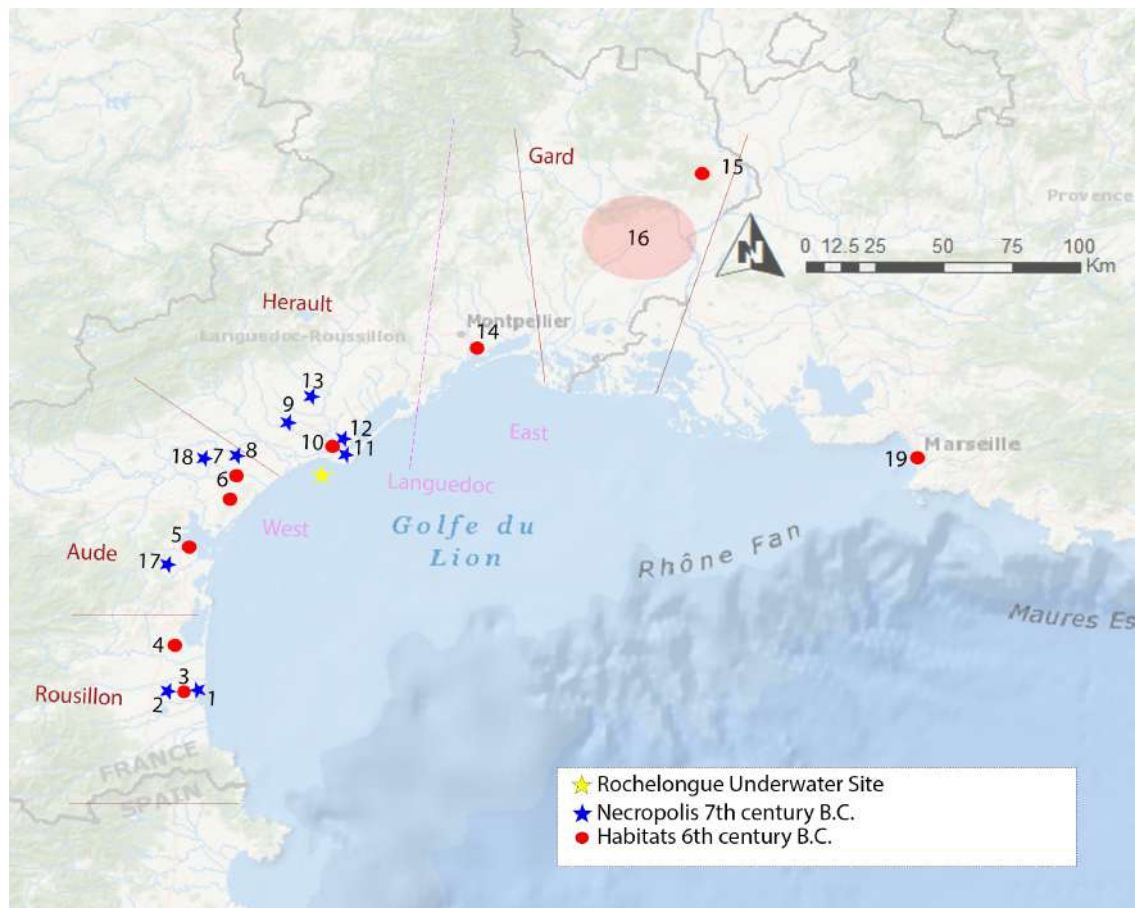 Gard
15
Provence
16
N
0 12.5 25 50 75 100
Km
Herault
Languedoc-Roussillon
Montpellier
14
13
9
12
10
11
East
Marseille
19
18
7
8
6
Languedoc
West
Golfe du
Lion
5
Aude
17
Rhône Fan
Maures Es
4
3
Rousillon
2
1
FRANCE
SPAIN
Rochelongue Underwater Site
Necropolis 7th century B.C.
Habitats 6th century B.C.